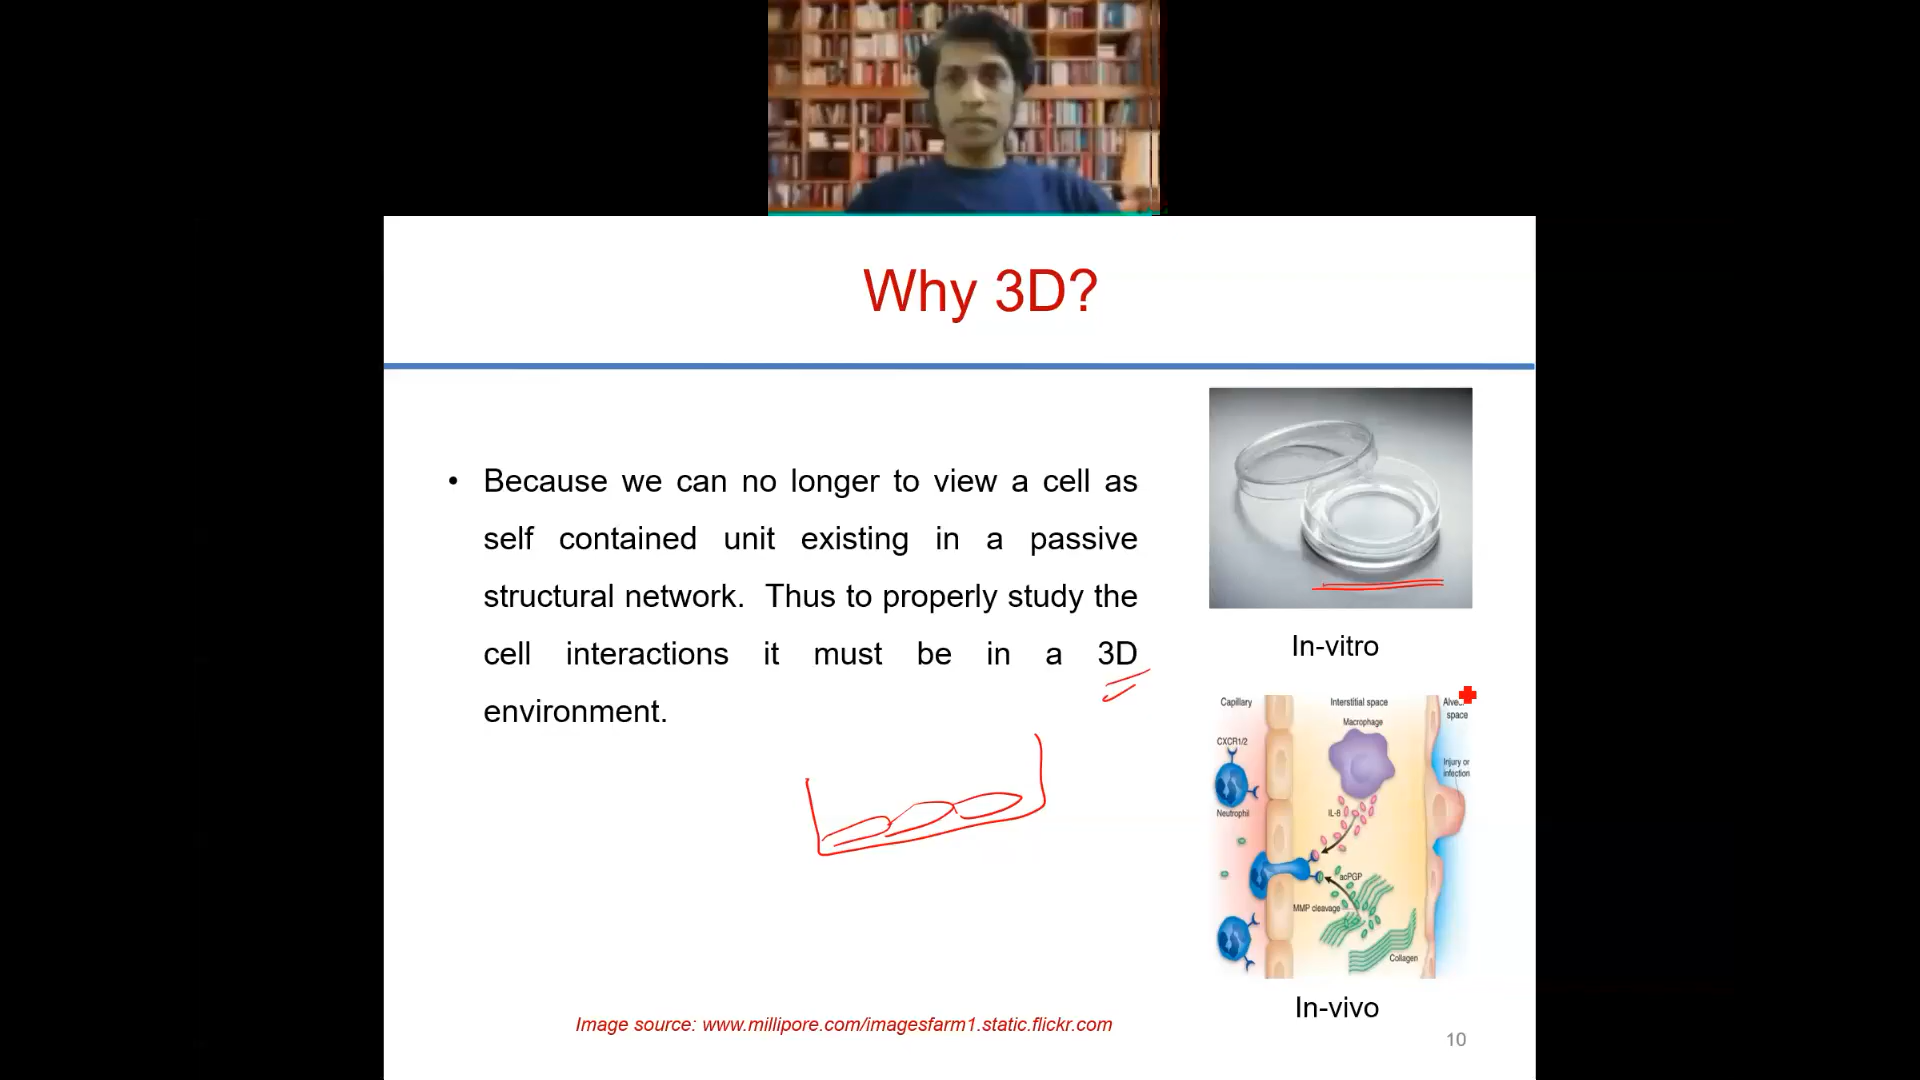 Why 3D?
• Because we can no longer to view a cell as
self contained unit existing in a passive
structural network. Thus to properly study the
cell interactions it must be in a 3D
environment.
In-vitro
Capillary
Interstitial space
space
Macrophage
CXCR1/2
Injury or
infection
Neutrophil
IL-8
acPGP
MMP cleavage
Collagen
In-vivo
Image source: www.millipore.com/imagesfarm1.static.flickr.com
10